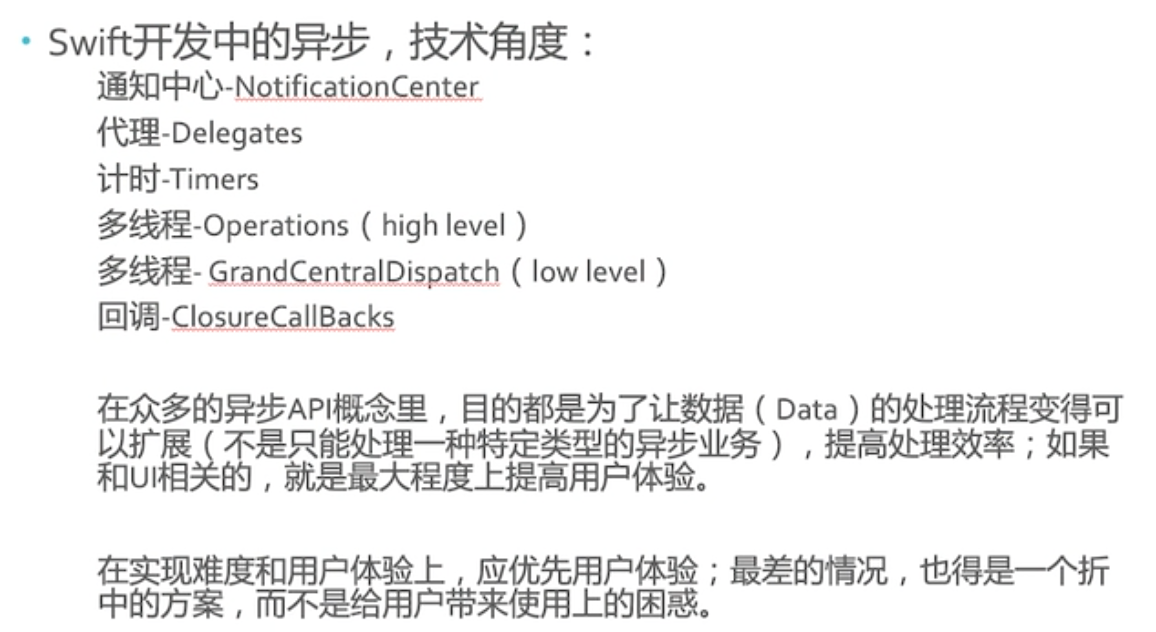 • Swift开发中的异步，技术角度：
通知中心-NotificationCenter
代理-Delegates
计时-Timers
多线程-Operations（high level）
多线程- GrandCentralDispatch（low level）
回调-ClosureCallBacks
在众多的异步API概念里，目的都是为了让数据（Data）的处理流程变得可
以扩展（不是只能处理一种特定类型的异步业务），提高处理效率；如果
和UI相关的，就是最大程度上提高用户体验。
在实现难度和用户体验上，应优先用户体验；最差的情况，也得是一个折
中的方案，而不是给用户带来使用上的困惑。